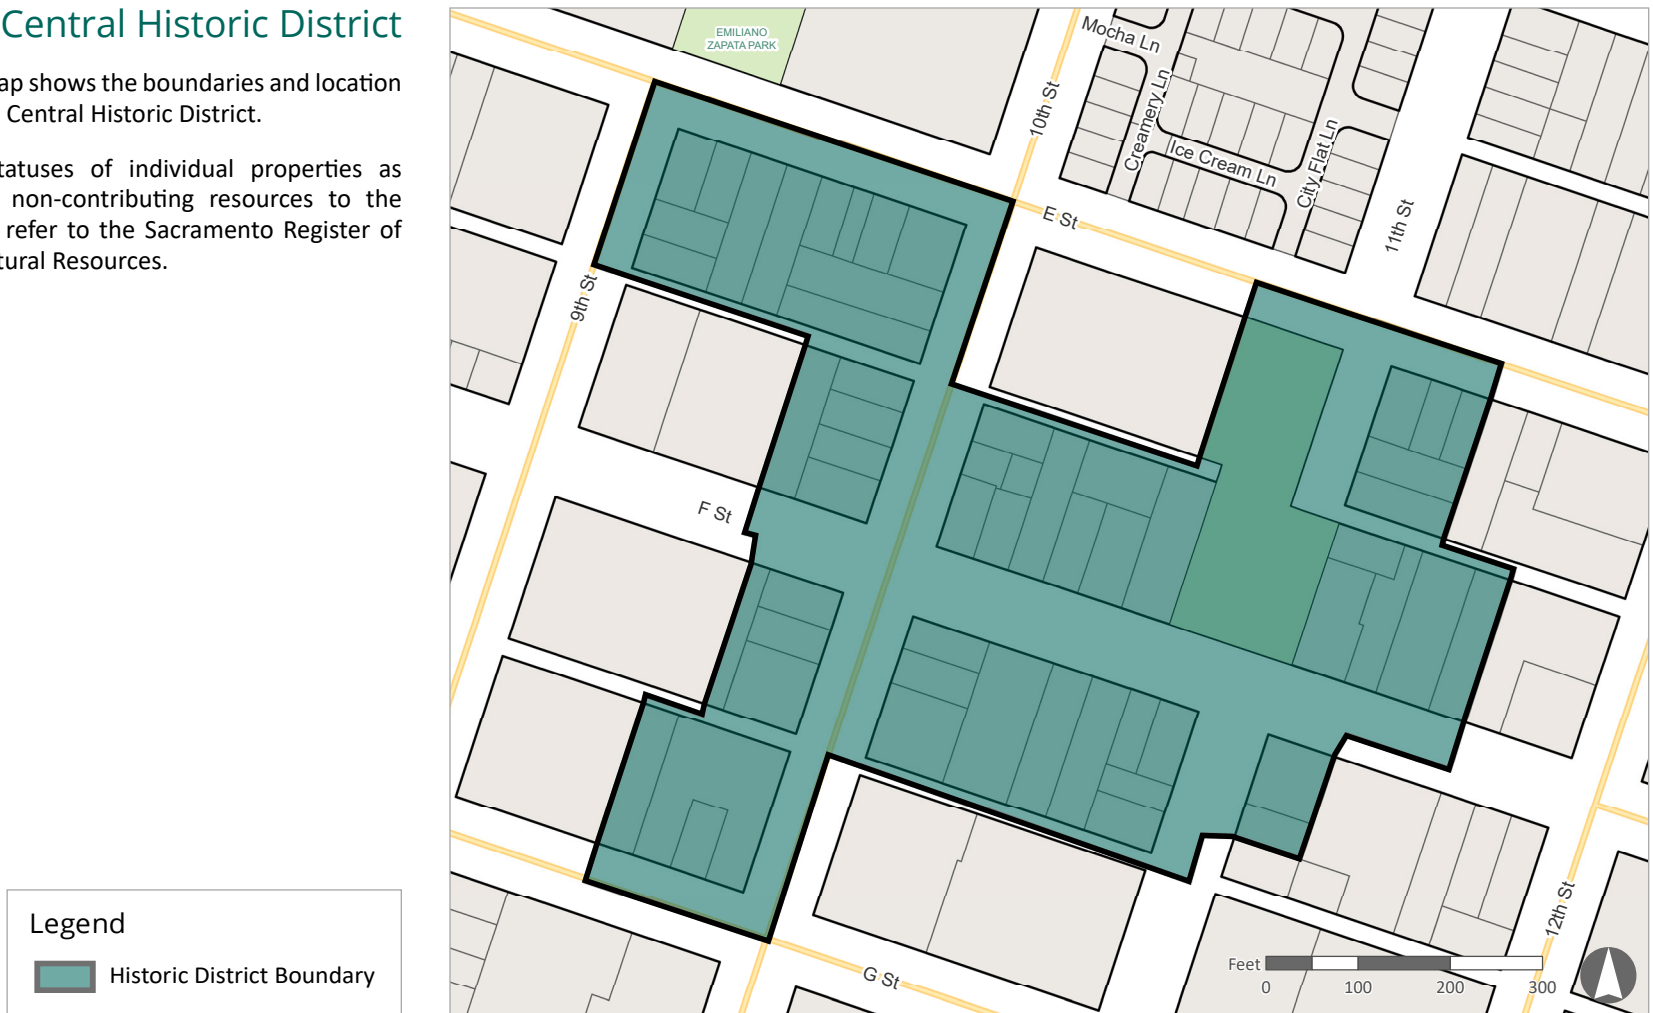 Central Historic District
ap shows the boundaries and location
Central Historic District.
tatuses of individual properties as
non-contributing resources to the
refer to the Sacramento Register of
tural Resources.
EMILIANO
ZAPATA PARK
Mocha Ln
10th St
Creamery Ln
Ice Cream Ln
City Flat Ln
11th St
E St
9th St
F St
12th St
G St
Feet
0 100 200 300
Legend
Historic District Boundary